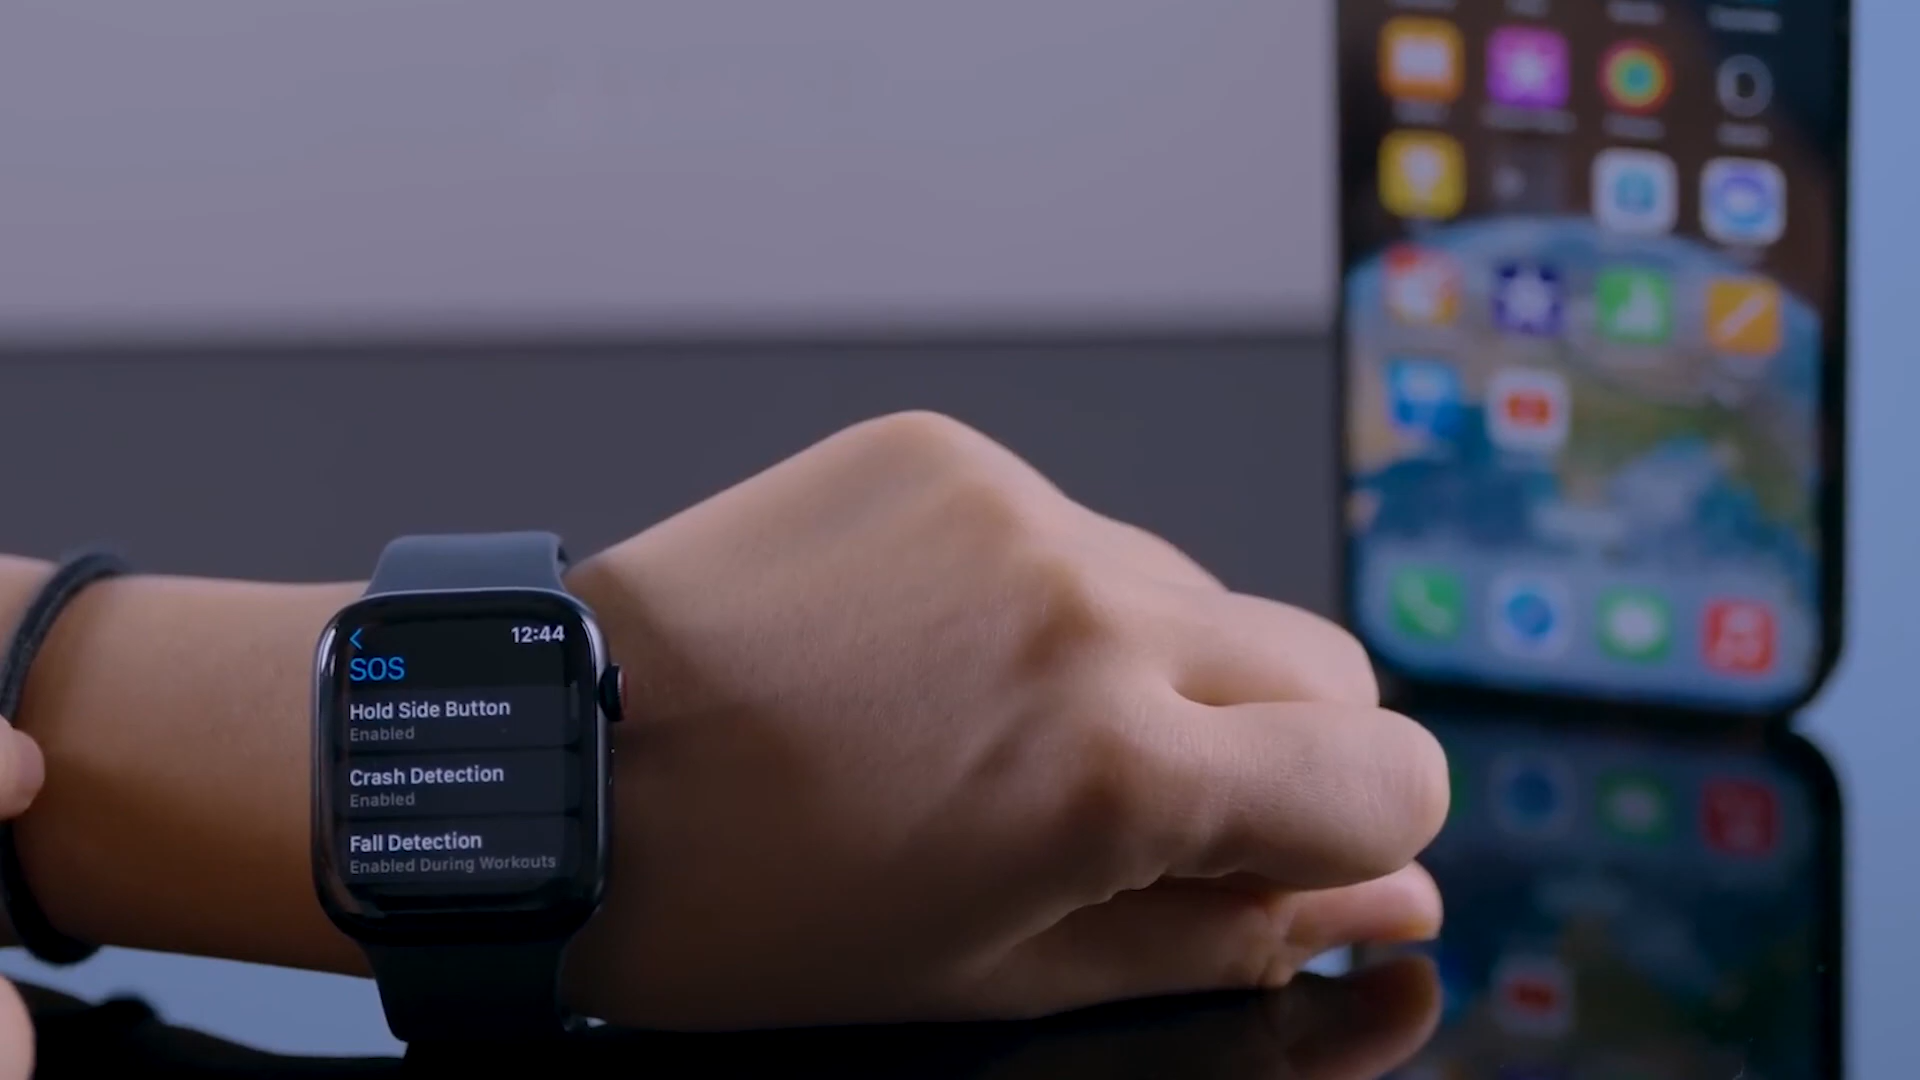 12:44
SOS
Hold Side Button
Enabled
Crash Detection
Enabled
Fall Detection
Enabled During Workouts